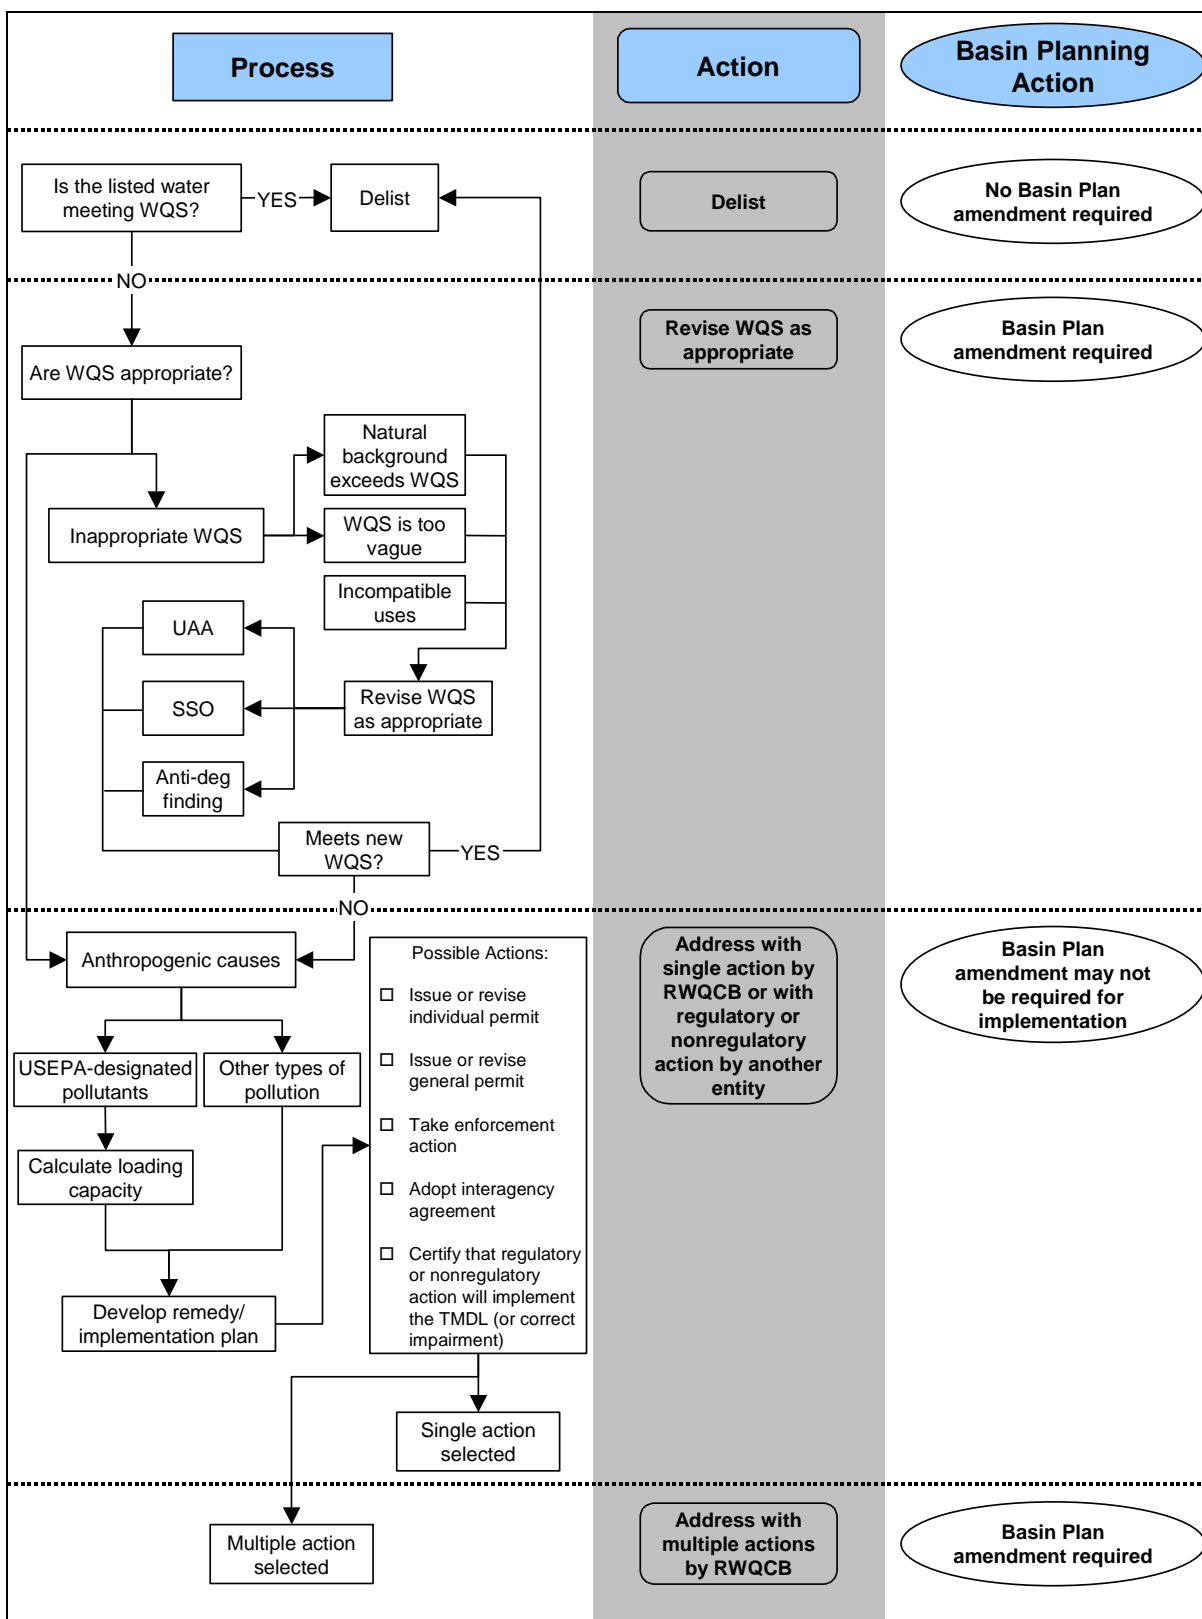 Process
Action
Basin Planning
Action
Is the listed water
meeting WQS?
YES
Delist
Delist
No Basin Plan
amendment required
NO
Revise WQS as
appropriate
Basin Plan
amendment required
Are WQS appropriate?
Natural
background
exceeds WQS
Inappropriate WQS
WQS is too
vague
Incompatible
uses
UAA
SSO
Revise WQS
as appropriate
Anti-deg
finding
Meets new
WQS?
YES
NO
Anthropogenic causes
Possible Actions:
Issue or revise
individual permit
Issue or revise
general permit
Take enforcement
action
Adopt interagency
agreement
Certify that regulatory
or nonregulatory
action will implement
the TMDL (or correct
impairment)
Address with
single action by
RWQCB or with
regulatory or
nonregulatory
action by another
entity
Basin Plan
amendment may not
be required for
implementation
USEPA-designated
pollutants
Other types of
pollution
Calculate loading
capacity
Develop remedy/
implementation plan
Single action
selected
Multiple action
selected
Address with
multiple actions
by RWQCB
Basin Plan
amendment required